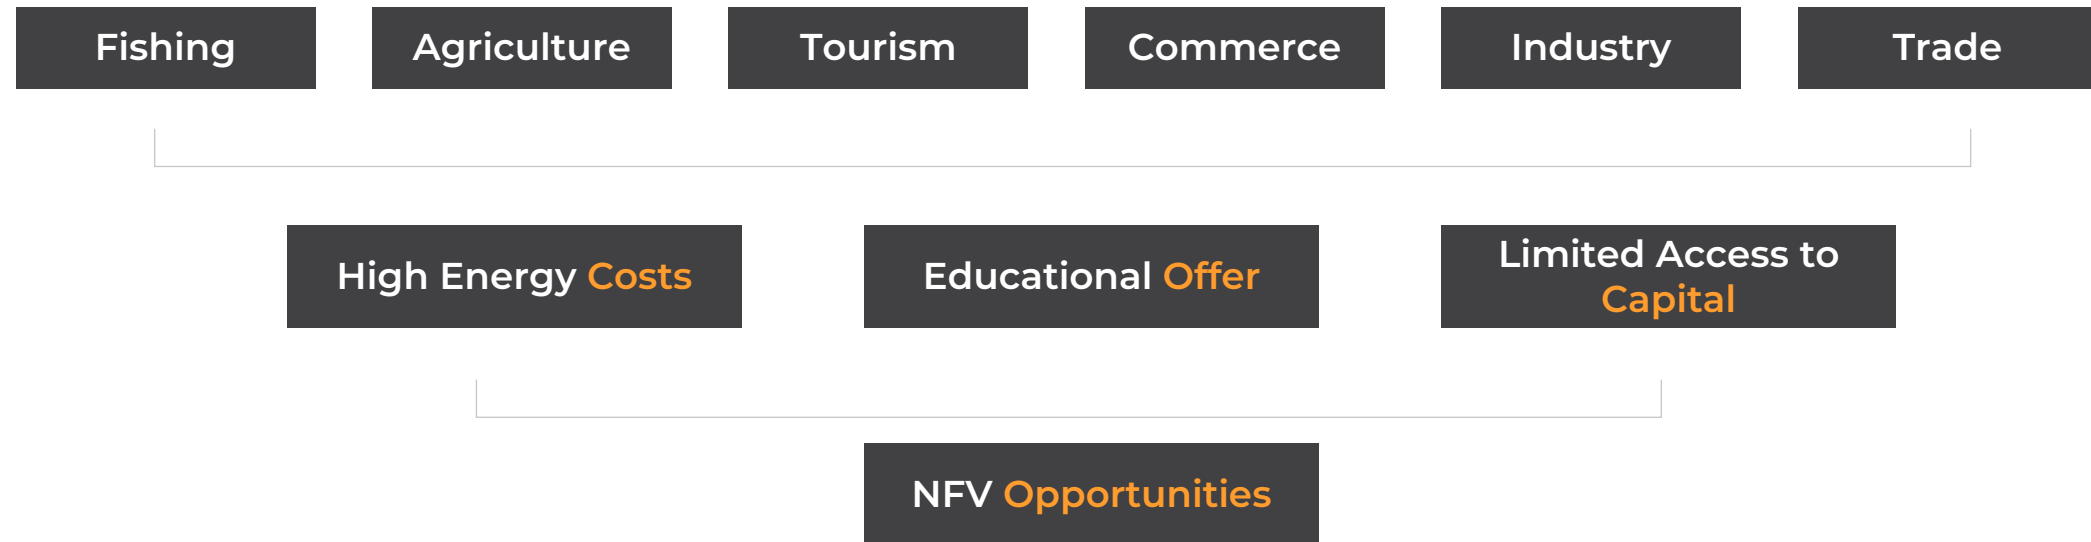 Fishing
Agriculture
Tourism
Commerce
Industry
Trade
High Energy Costs
Educational Offer
Limited Access to
Capital
NFV Opportunities